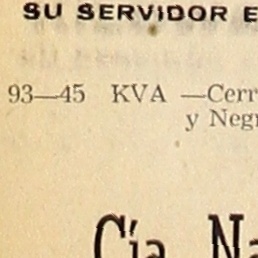 SU SERVIDOR E
93—45 KVA —Cerr
y Negr
Cía Na